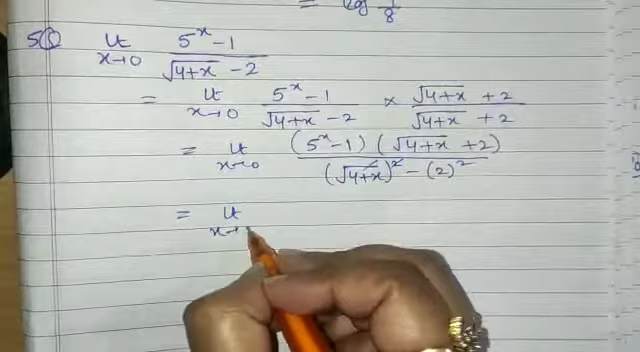 = log 1/8
5) lt x→0 (5^x - 1)/(√(4+x) - 2)
= lt x→0 (5^x - 1)/(√(4+x) - 2) × (√(4+x) + 2)/(√(4+x) + 2)
= lt x→0 (5^x - 1)(√(4+x) + 2)/((√(4+x))^2 - (2)^2)
= lt x→